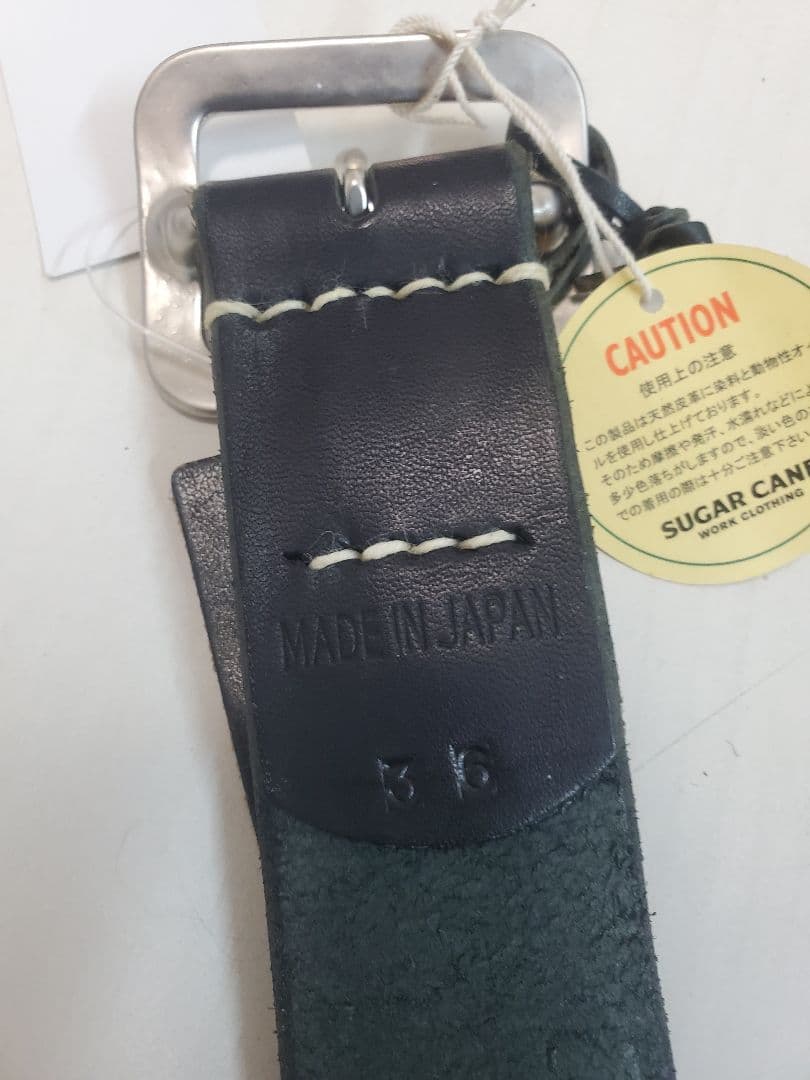 CAUTION
使用上の注意
この製品は天然皮革に染料と動物性オイ
ルを使用し仕上げております。
そのため摩擦や発汗、水濡れなどによ
多少色落ちがしますので、淡い色の
での着用の際は十分ご注意下さい
SUGAR CANE
WORK CLOTHING
MADE IN JAPAN
36